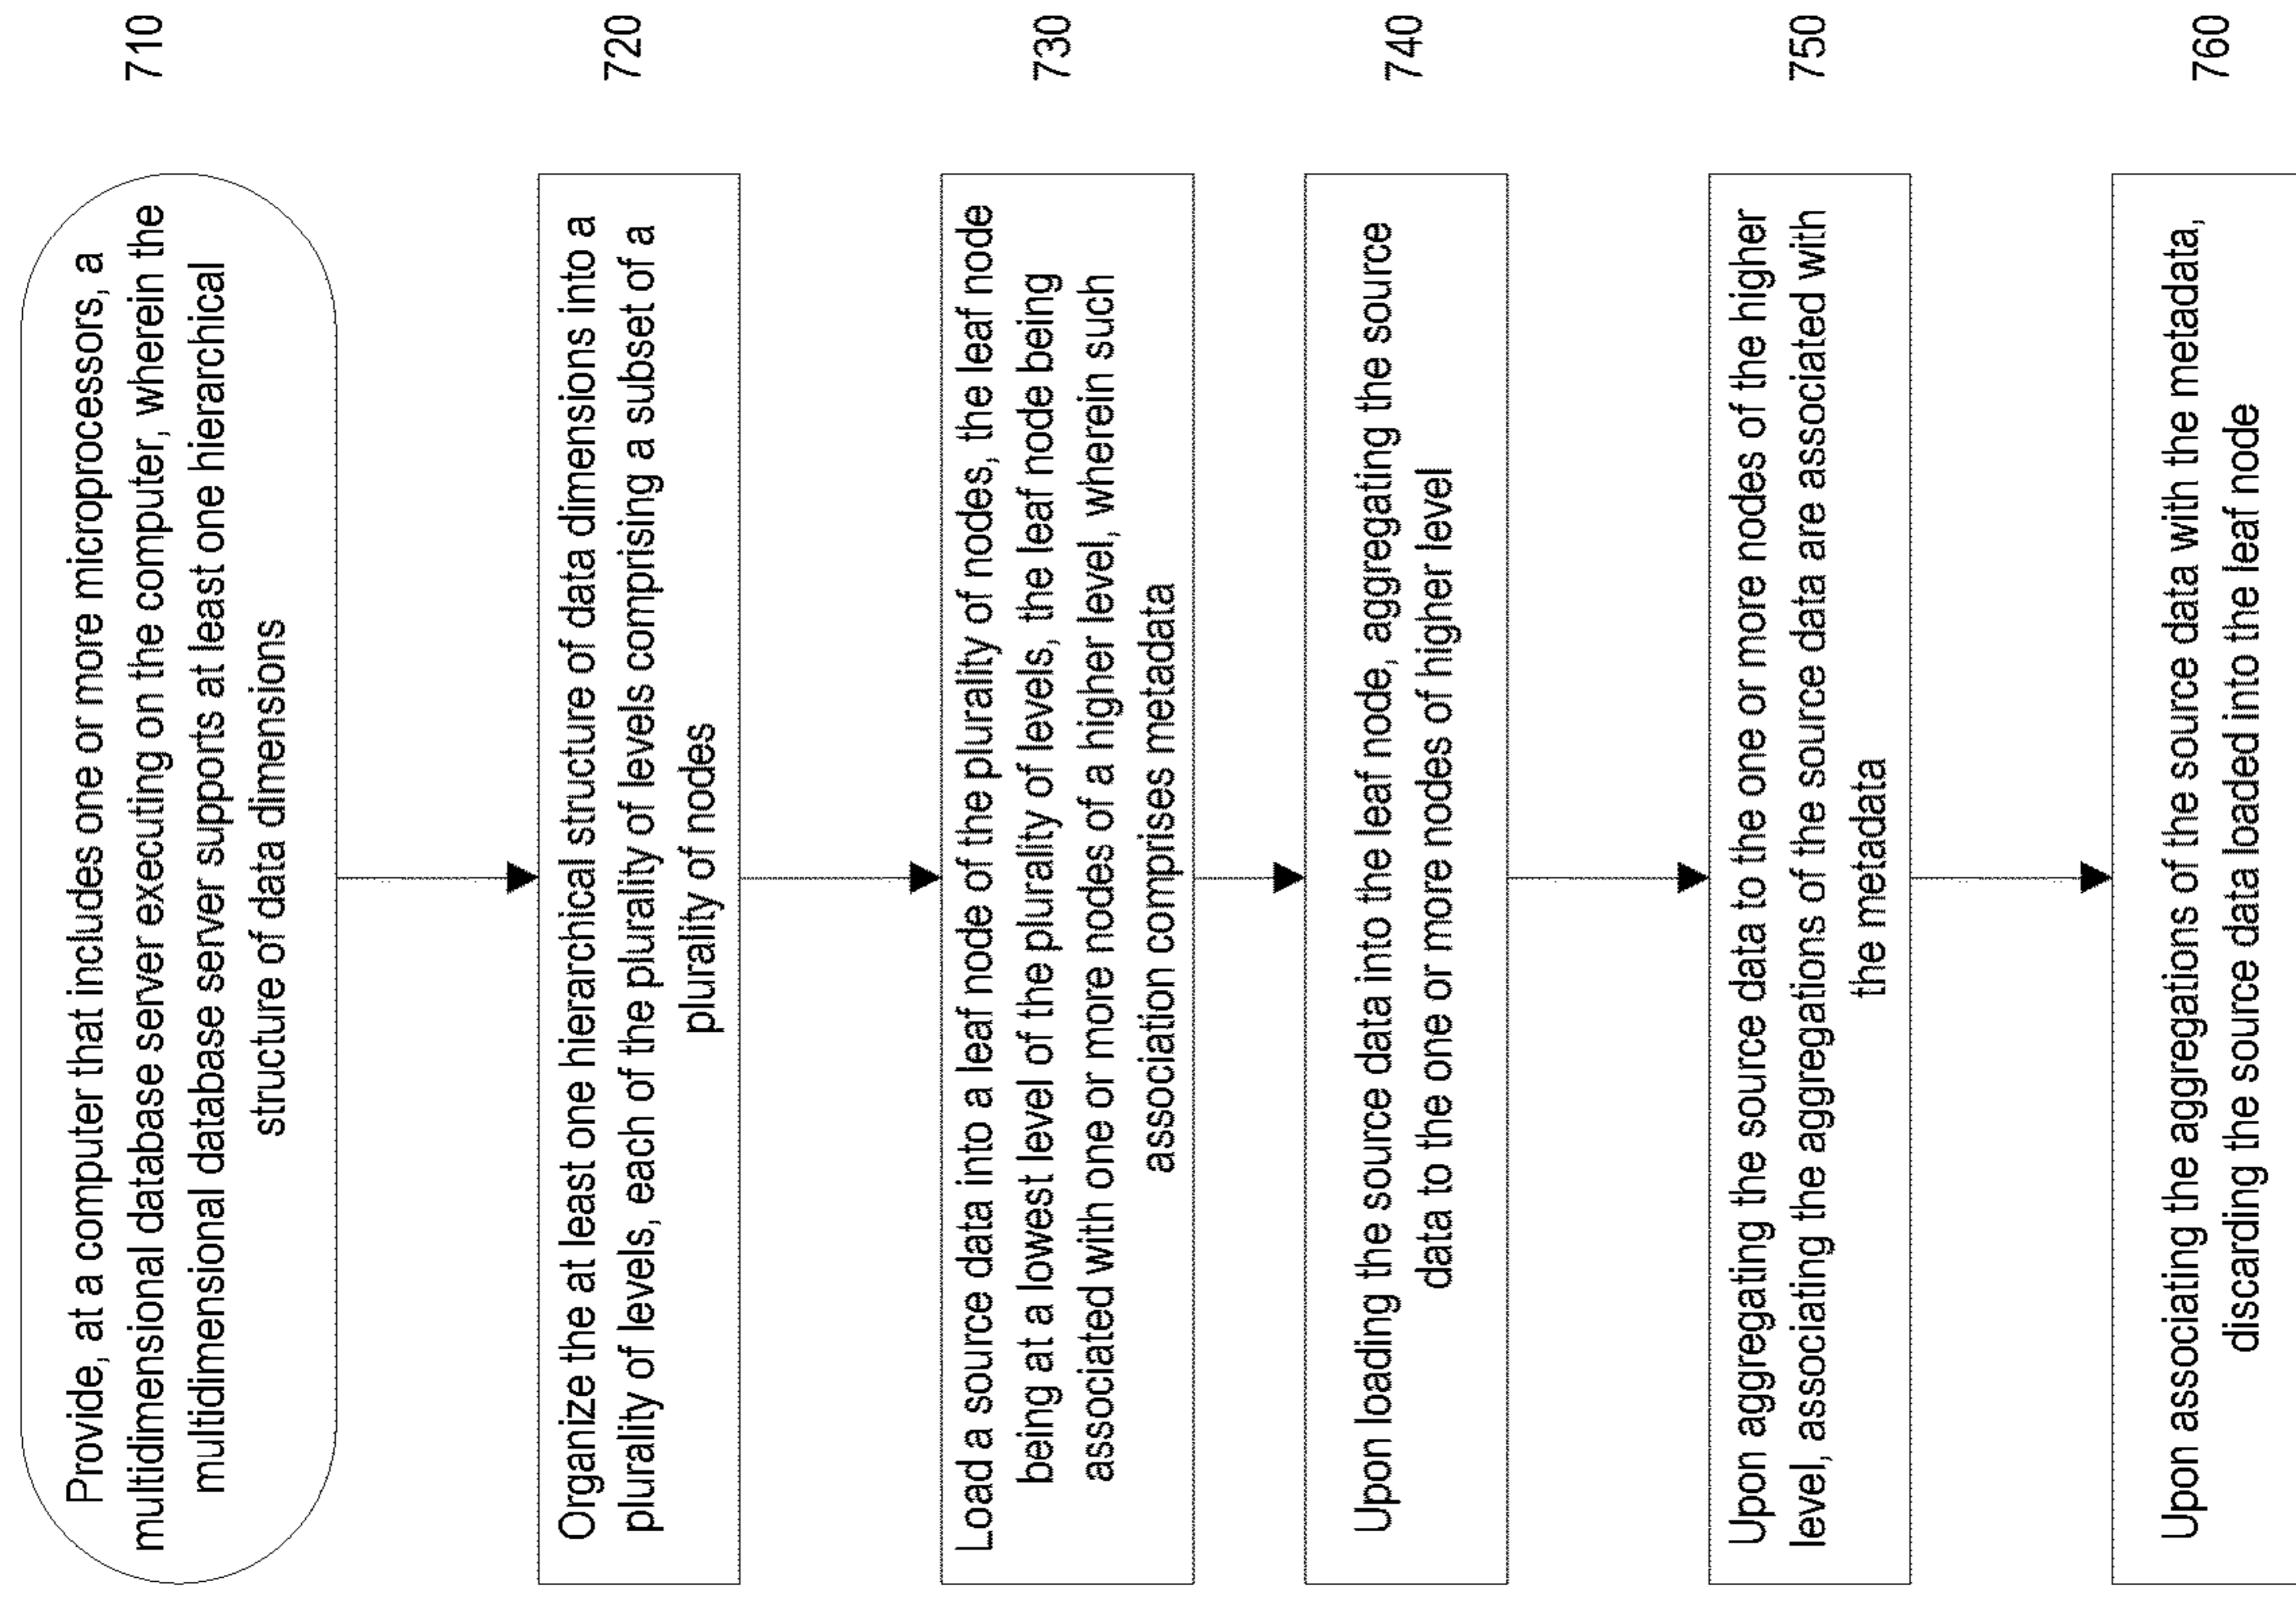 Provide, at a computer that includes one or more microprocessors, a
multidimensional database server executing on the computer, wherein the
multidimensional database server supports at least one hierarchical
structure of data dimensions
710
Organize the at least one hierarchical structure of data dimensions into a
plurality of levels, each of the plurality of levels comprising a subset of a
plurality of nodes
720
Load a source data into a leaf node of the plurality of nodes, the leaf node
being at a lowest level of the plurality of levels, the leaf node being
associated with one or more nodes of a higher level, wherein such
association comprises metadata
730
Upon loading the source data into the leaf node, aggregating the source
data to the one or more nodes of higher level
740
Upon aggregating the source data to the one or more nodes of the higher
level, associating the aggregations of the source data are associated with
the metadata
750
Upon associating the aggregations of the source data with the metadata,
discarding the source data loaded into the leaf node
760